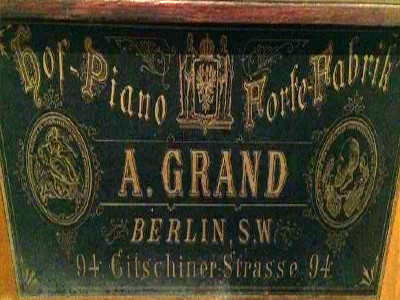 Hof-Piano Forte-Fabrik
A. GRAND
BERLIN, S.W
94 Gitschiner-Strasse 94